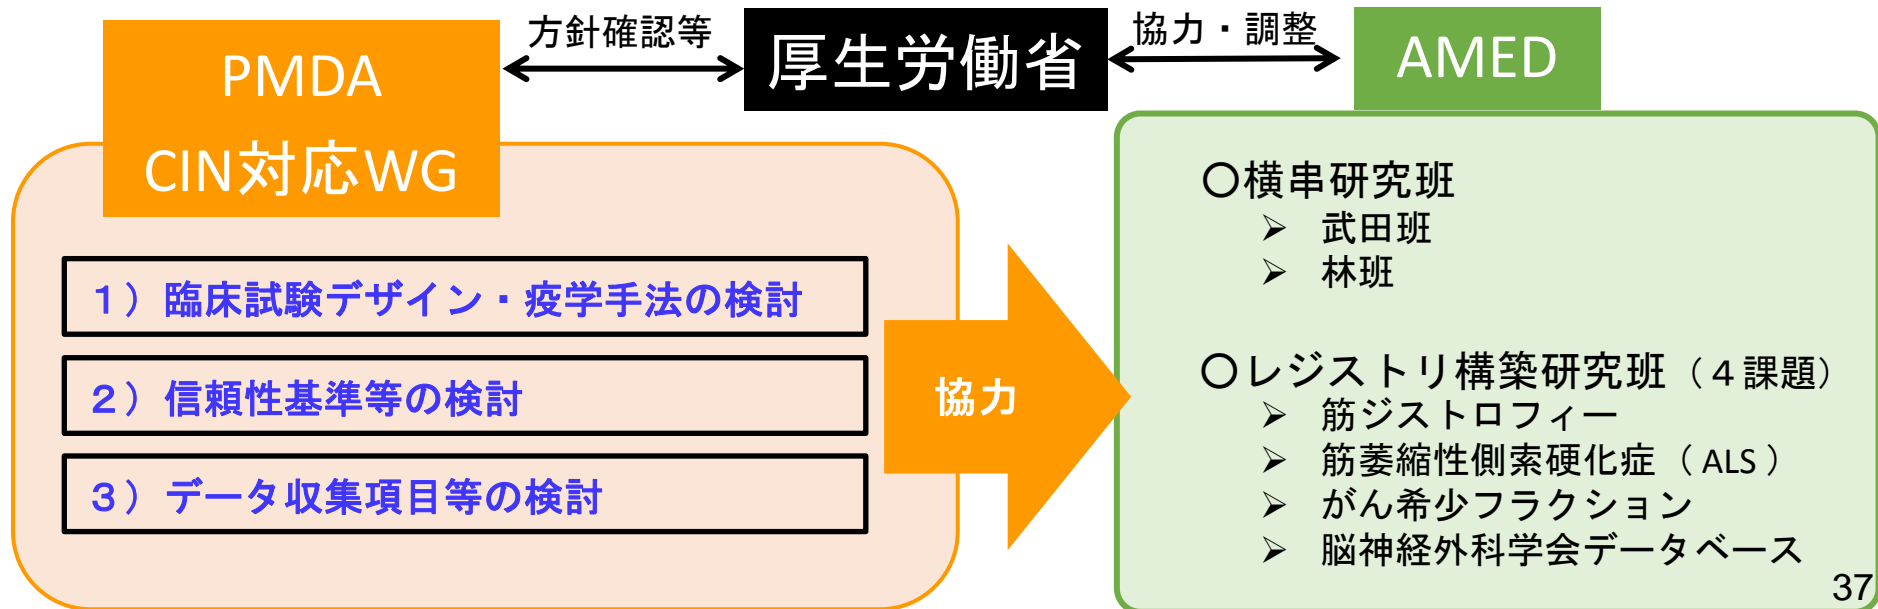 PMDA
CIN対応WG
方針確認等
厚生労働省
協力・調整
AMED
１）臨床試験デザイン・疫学手法の検討
２）信頼性基準等の検討
３）データ収集項目等の検討
協力
〇横串研究班
➢ 武田班
➢ 林班
〇レジストリ構築研究班（４課題）
➢ 筋ジストロフィー
➢ 筋萎縮性側索硬化症（ALS）
➢ がん希少フラクション
➢ 脳神経外科学会データベース
37